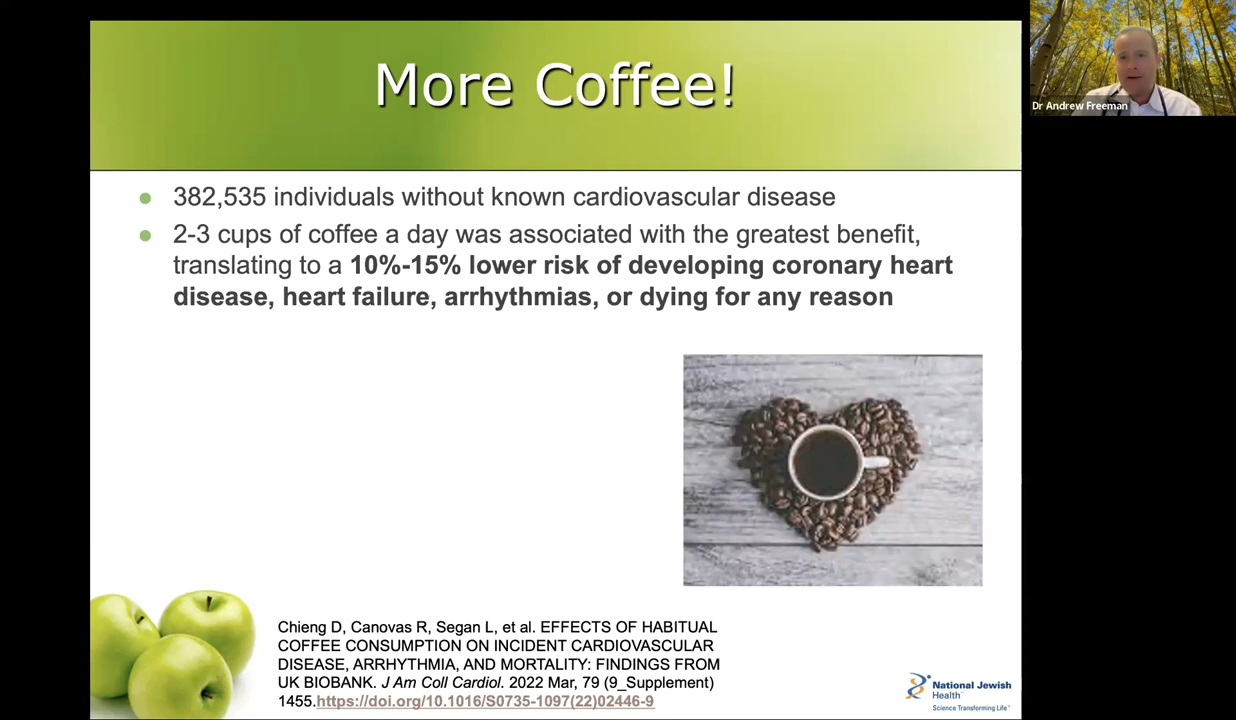 More Coffee!
Dr Andrew Freeman
382,535 individuals without known cardiovascular disease
2-3 cups of coffee a day was associated with the greatest benefit,
translating to a 10%-15% lower risk of developing coronary heart
disease, heart failure, arrhythmias, or dying for any reason
Chieng D, Canovas R, Segan L, et al. EFFECTS OF HABITUAL
COFFEE CONSUMPTION ON INCIDENT CARDIOVASCULAR
DISEASE, ARRHYTHMIA, AND MORTALITY: FINDINGS FROM
UK BIOBANK. J Am Coll Cardiol. 2022 Mar, 79 (9_Supplement)
1455.https://doi.org/10.1016/S0735-1097(22)02446-9
National Jewish
Health™
Science Transforming Life®